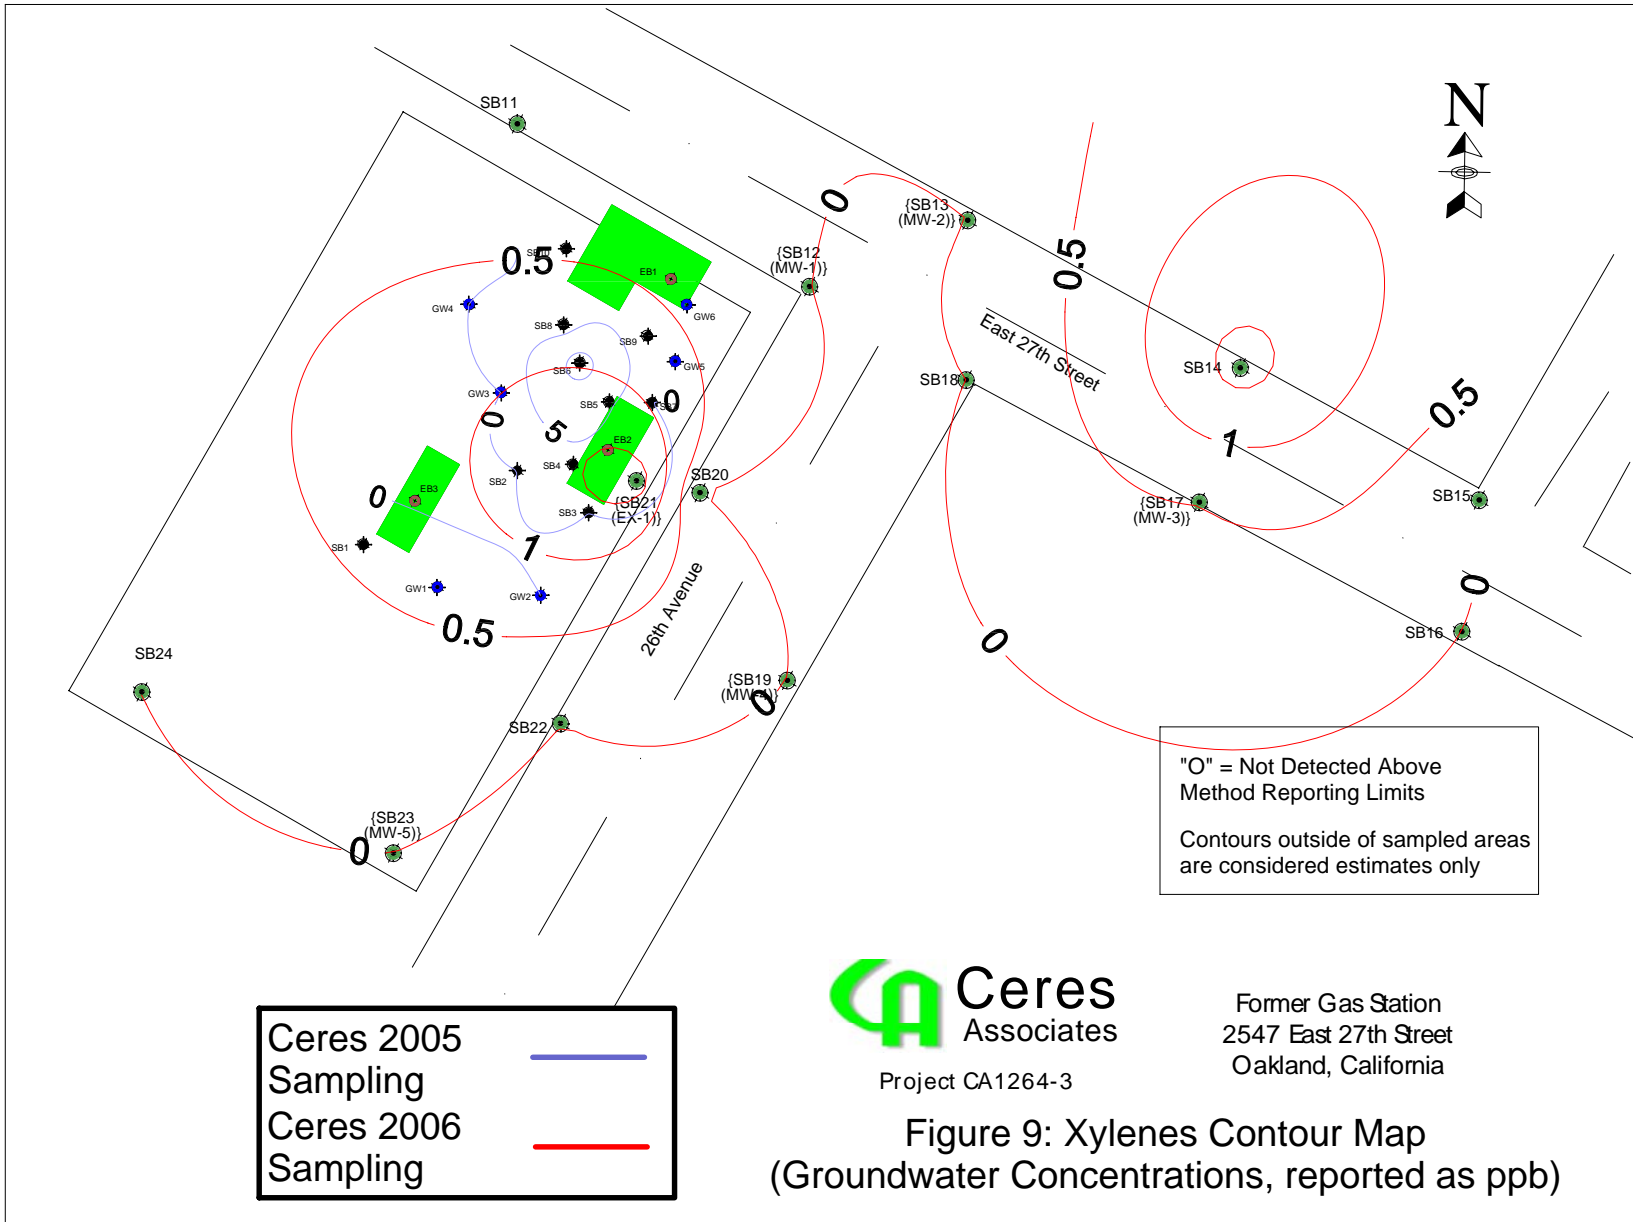 SB11
N
0
{SB13
(MW-2)}
0.5
{SB12
(MW-1)}
0.5
EB1
GW4
GW6
SB8
SB9
East 27th Street
SB6
GW5
SB14
SB18
GW3
0
0
SB5
5
0.5
1
EB2
SB4
SB2
SB20
EB3
0
{SB21
(EX-1)}
SB3
{SB17
(MW-3)}
SB15
SB1
1
GW1
GW2
26th Avenue
0
0.5
0
SB16
SB24
{SB19
(MW-4)}
0
SB22
"O" = Not Detected Above
Method Reporting Limits
Contours outside of sampled areas
are considered estimates only
{SB23
(MW-5)}
0
Ceres 2005
Sampling
Ceres 2006
Sampling
Ceres
Associates
Project CA1264-3
Former Gas Station
2547 East 27th Street
Oakland, California
Figure 9: Xylenes Contour Map
(Groundwater Concentrations, reported as ppb)